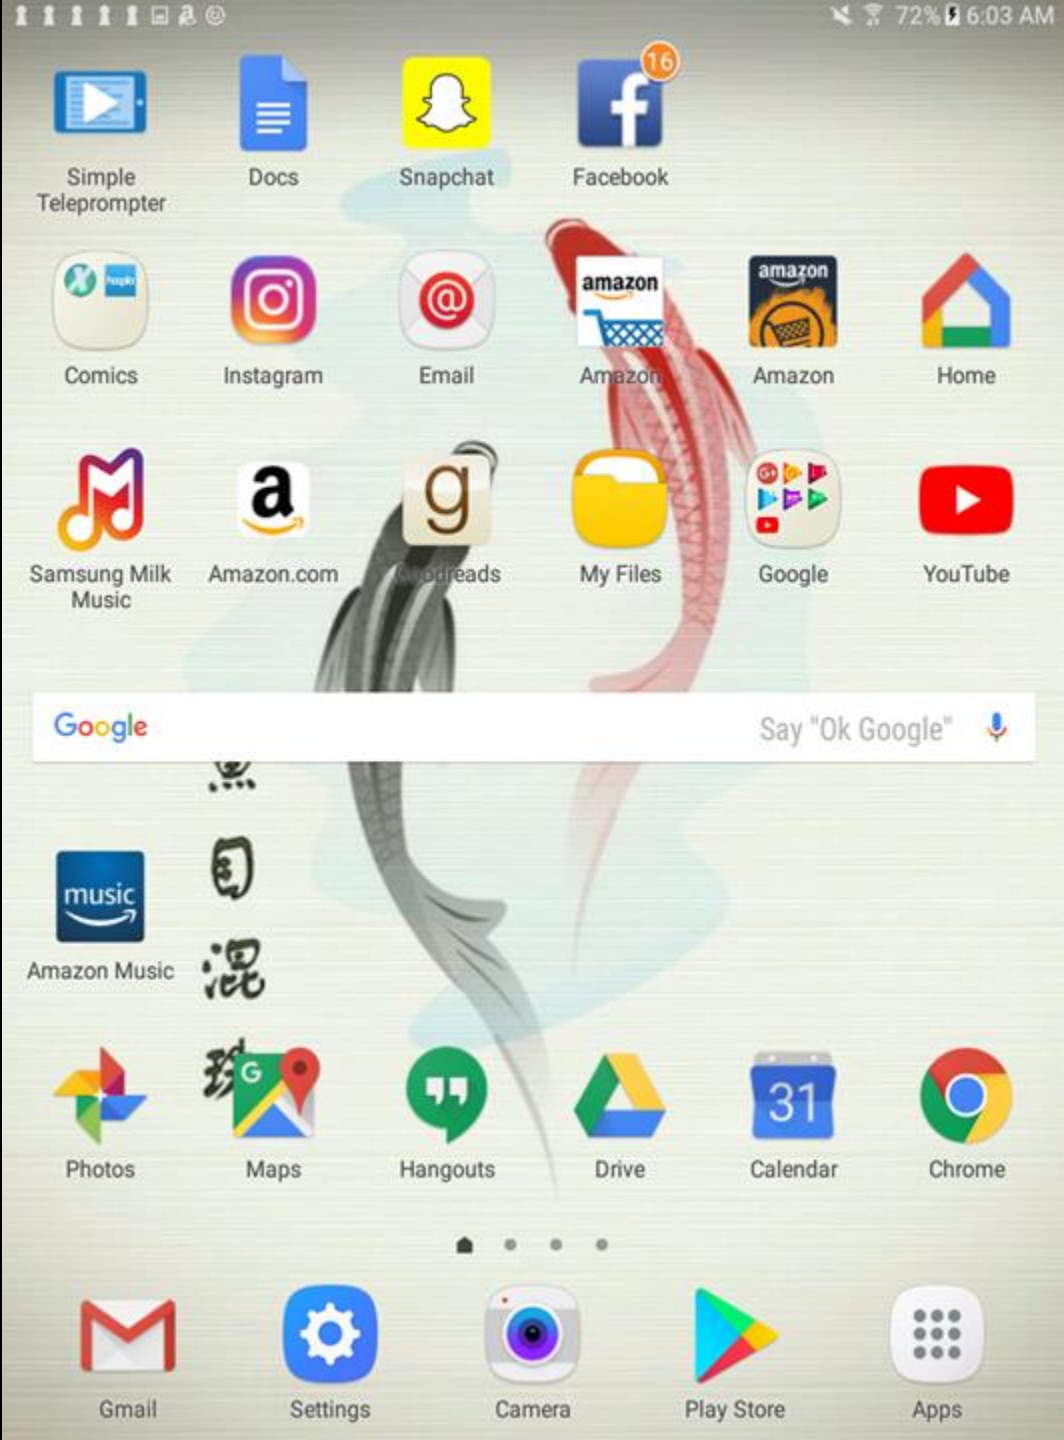 72% 6:03 AM
16
Simple Teleprompter
Docs
Snapchat
Facebook
hoopla
amazon
amazon
Comics
Instagram
Email
Amazon
Amazon
Home
a
g
Samsung Milk Music
Amazon.com
Goodreads
My Files
Google
YouTube
Google Say "Ok Google"
music
Amazon Music
混
G
31
Photos
Maps
Hangouts
Drive
Calendar
Chrome
Gmail
Settings
Camera
Play Store
Apps